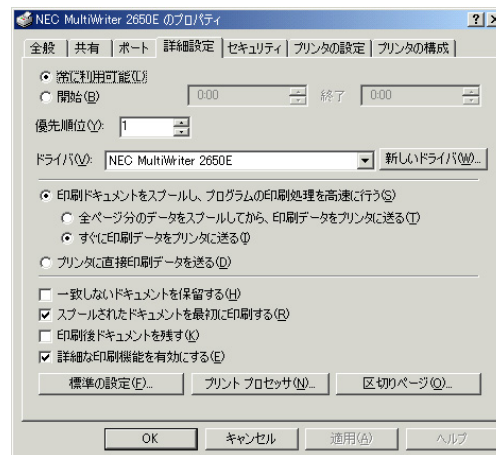 NEC MultiWriter 2650E のプロパティ
全般 共有 ポート 詳細設定 セキュリティ プリンタの設定 プリンタの構成
常に利用可能(L)
開始(B) 0:00 終了 0:00
優先順位(Y): 1
ドライバ(V): NEC MultiWriter 2650E 新しいドライバ(W)...
印刷ドキュメントをスプールし、プログラムの印刷処理を高速に行う(S)
全ページ分のデータをスプールしてから、印刷データをプリンタに送る(T)
すぐに印刷データをプリンタに送る(I)
プリンタに直接印刷データを送る(D)
一致しないドキュメントを保留する(H)
スプールされたドキュメントを最初に印刷する(R)
印刷後ドキュメントを残す(K)
詳細な印刷機能を有効にする(E)
標準の設定(F)... プリント プロセッサ(N)... 区切りページ(O)...
OK キャンセル 適用(A) ヘルプ